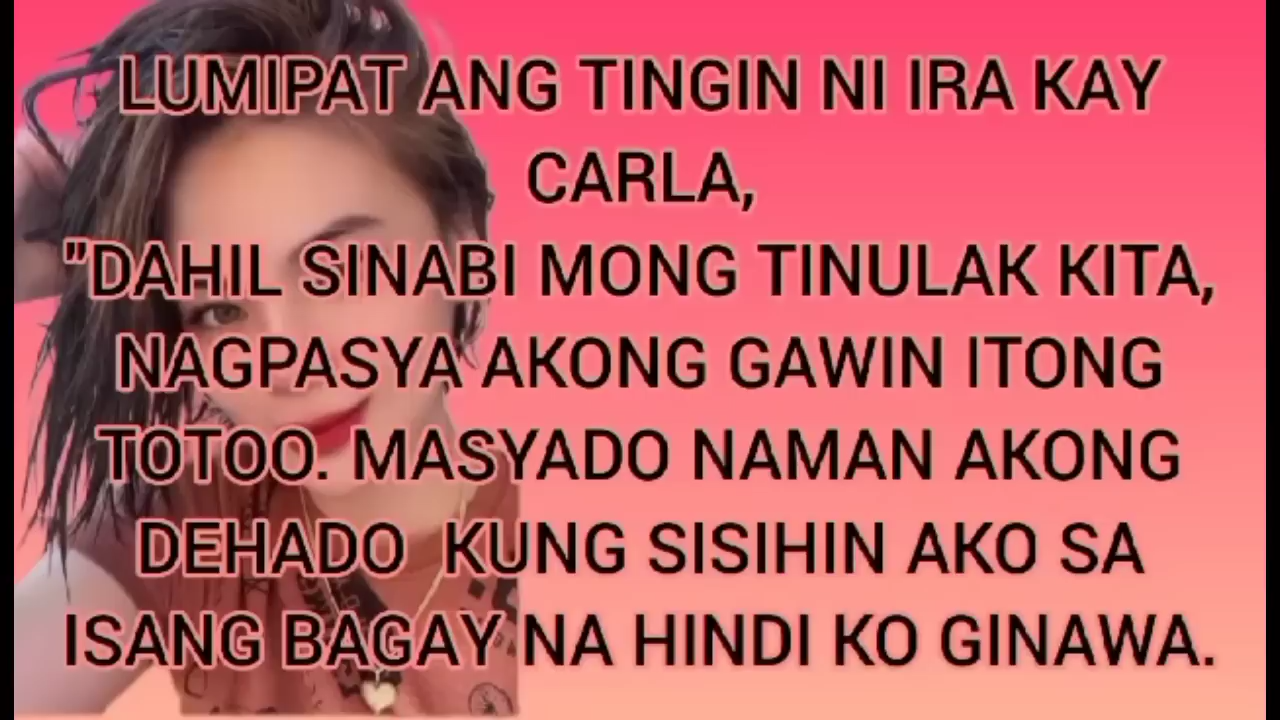 LUMIPAT ANG TINGIN NI IRA KAY
CARLA,
"DAHIL SINABI MONG TINULAK KITA,
NAGPASYA AKONG GAWIN ITONG
TOTOO. MASYADO NAMAN AKONG
DEHADO KUNG SISIHIN AKO SA
ISANG BAGAY NA HINDI KO GINAWA.